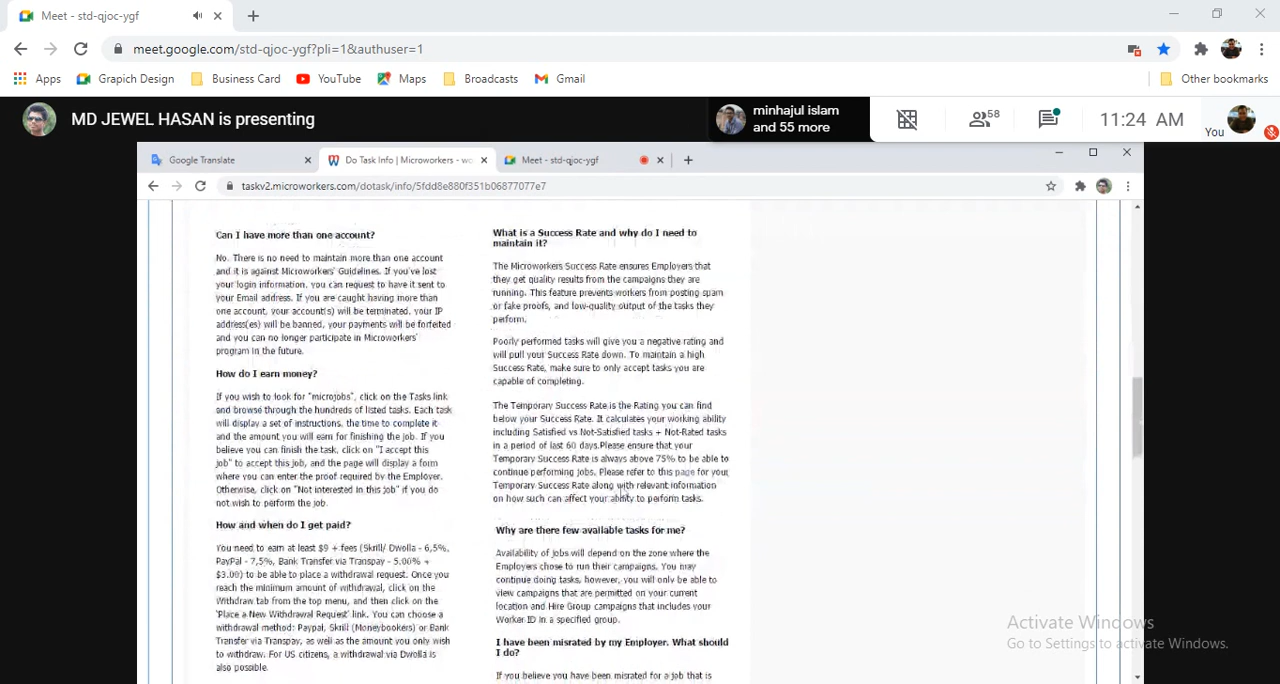 Meet - std-qjoc-ygf
meet.google.com/std-qjoc-ygf?pli=1&authuser=1
Apps
Grapich Design
Business Card
YouTube
Maps
Broadcasts
Gmail
Other bookmarks
MD JEWEL HASAN is presenting
minhajul islam
and 55 more
58
11:24 AM
You
Google Translate
Do Task Info | Microworkers - wo
Meet - std-qjoc-ygf
taskv2.microworkers.com/dotask/info/5fdd8e880f351b06877077e7
Can I have more than one account?
No. There is no need to maintain more than one account
and it is against Microworkers' Guidelines. If you've lost
your login information, you can request to have it sent to
your Email address. If you are caught having more than
one account, your account(s) will be terminated, your IP
address(es) will be banned, your payments will be forfeited
and you can no longer participate in Microworkers'
program in the future.
How do I earn money?
If you wish to look for "microjobs", click on the Tasks link
and browse through the hundreds of listed tasks. Each task
will display a set of instructions, the time to complete it
and the amount you will earn for finishing the job. If you
believe you can finish the task, click on "I accept this
job" to accept this job, and the page will display a form
where you can enter the proof required by the Employer.
Otherwise, click on "Not interested in this job" if you do
not wish to perform the job.
How and when do I get paid?
You need to earn at least $9 + fees (Skrill/ Dwolla - 6,5%,
PayPal - 7,5%, Bank Transfer via Transpay - 5.00% +
$3.00) to be able to place a withdrawal request. Once you
reach the minimum amount of withdrawal, click on the
Withdraw tab from the top menu, and then click on the
'Place a New Withdrawal Request' link. You can choose a
withdrawal method: Paypal, Skrill (Moneybookers) or Bank
Transfer via Transpay, as well as the amount you only wish
to withdraw. For US citizens, a withdrawal via Dwolla is
also possible.
What is a Success Rate and why do I need to
maintain it?
The Microworkers Success Rate ensures Employers that
they get quality results from the campaigns they are
running. This feature prevents workers from posting spam
or fake proofs, and low-quality output of the tasks they
perform.
Poorly performed tasks will give you a negative rating and
will pull your Success Rate down. To maintain a high
Success Rate, make sure to only accept tasks you are
capable of completing.
The Temporary Success Rate is the Rating you can find
below your Success Rate. It calculates your working ability
including Satisfied vs Not-Satisfied tasks + Not-Rated tasks
in a period of last 60 days.Please ensure that your
Temporary Success Rate is always above 75% to be able to
continue performing jobs. Please refer to this page for your
Temporary Success Rate along with relevant information
on how such can affect your ability to perform tasks.
Why are there few available tasks for me?
Availability of jobs will depend on the zone where the
Employers chose to run their campaigns. You may
continue doing tasks, however, you will only be able to
view campaigns that are permitted on your current
location and Hire Group campaigns that includes your
Worker ID in a specified group.
I have been misrated by my Employer. What should
I do?
If you believe you have been misrated for a job that is
Activate Windows
Go to Settings to activate Windows.